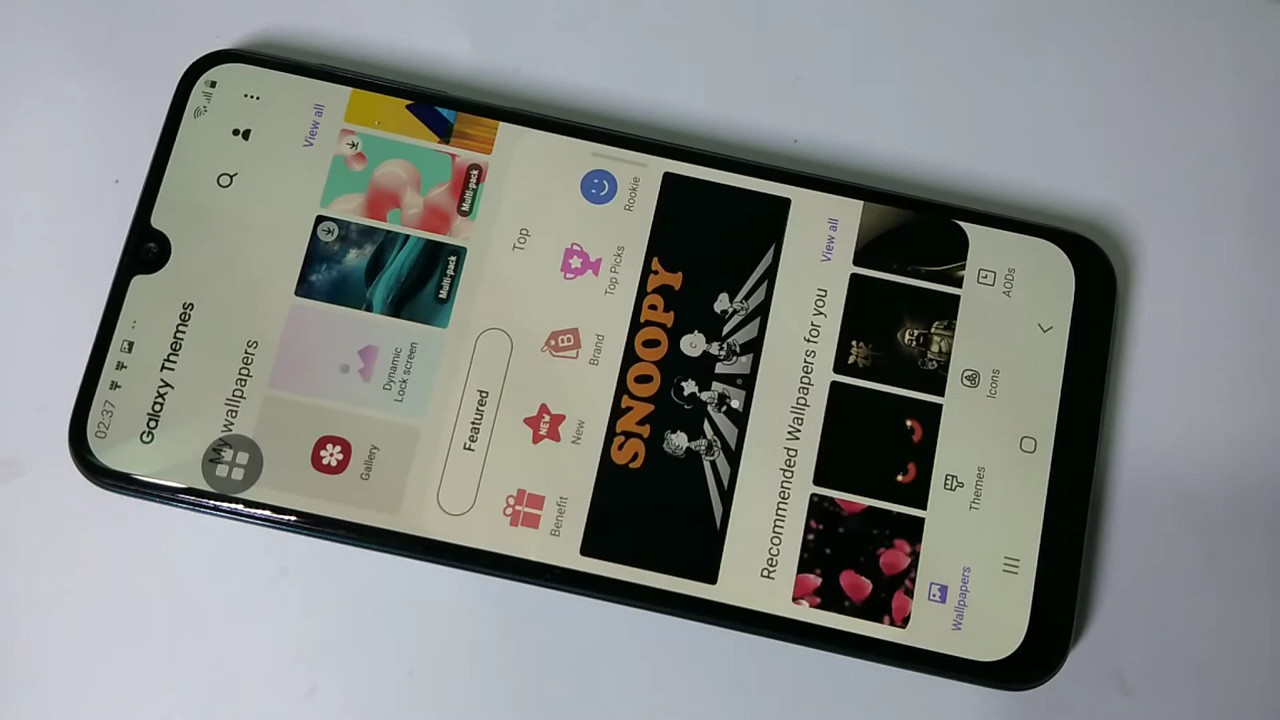 02:37
Galaxy Themes
My wallpapers
View all
Gallery
Dynamic
Lock screen
Multi-pack
Multi-pack
Featured
Top
Benefit
New
NEW
Brand
Top Picks
Rookie
SNOOPY
Recommended Wallpapers for you
View all
Wallpapers
Themes
Icons
AODs